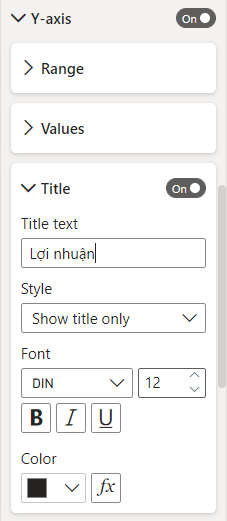 Y-axis On
Range
Values
Title On
Title text
Lợi nhuận
Style
Show title only
Font
DIN 12
B I U
Color
fx